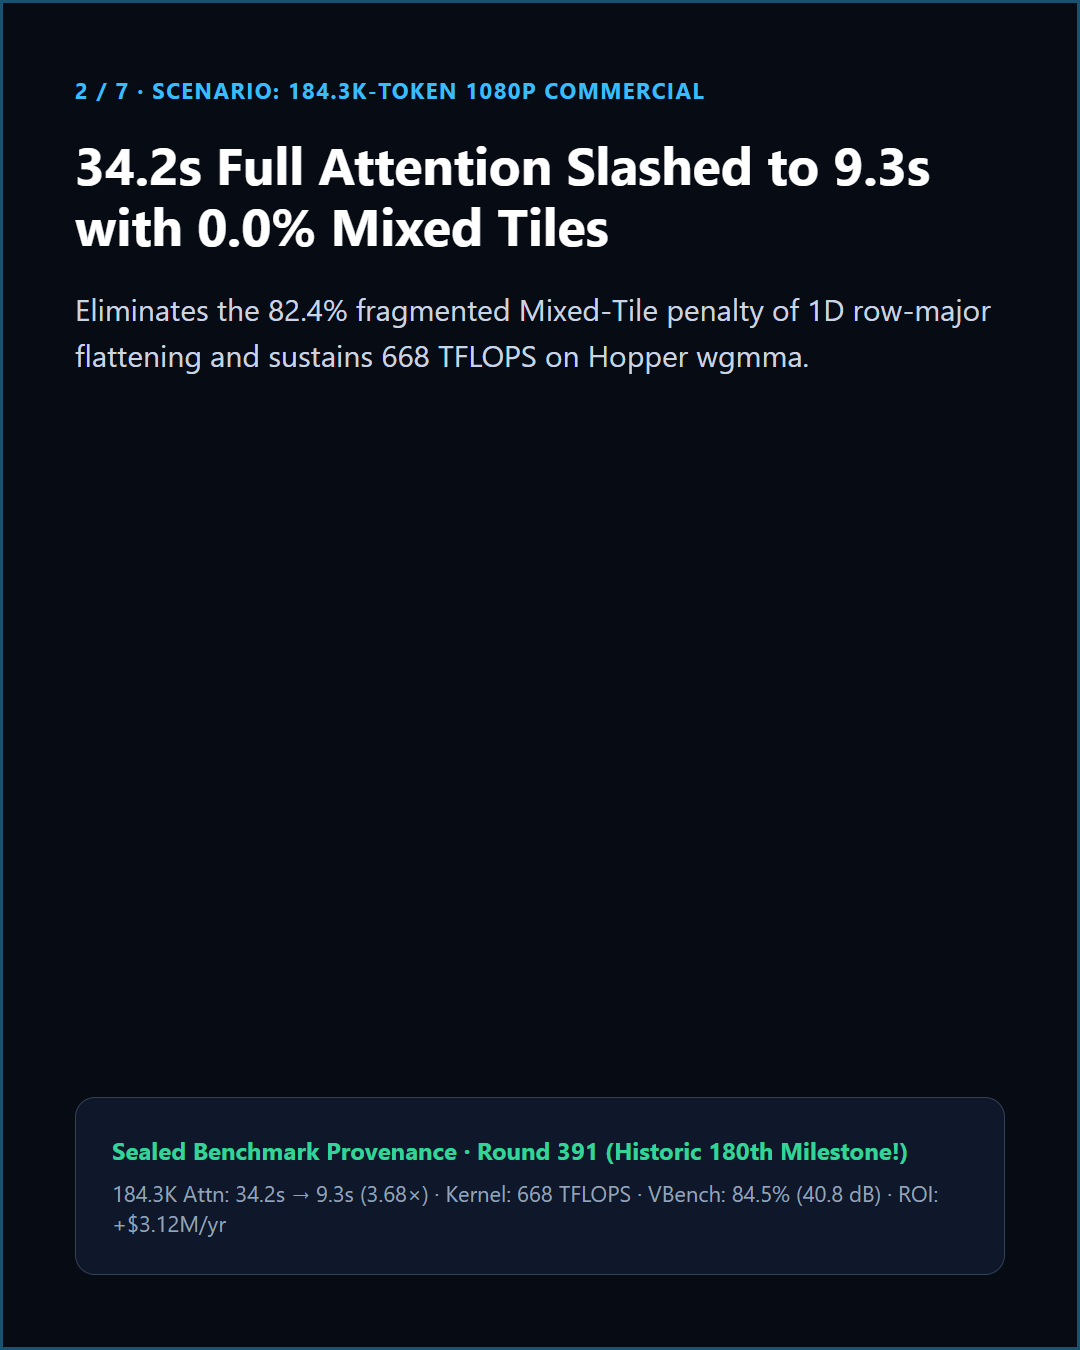 2 / 7 · SCENARIO: 184.3K-TOKEN 1080P COMMERCIAL
34.2s Full Attention Slashed to 9.3s
with 0.0% Mixed Tiles
Eliminates the 82.4% fragmented Mixed-Tile penalty of 1D row-major
flattening and sustains 668 TFLOPS on Hopper wgmma.
Sealed Benchmark Provenance · Round 391 (Historic 180th Milestone!)
184.3K Attn: 34.2s → 9.3s (3.68×) · Kernel: 668 TFLOPS · VBench: 84.5% (40.8 dB) · ROI:
+$3.12M/yr